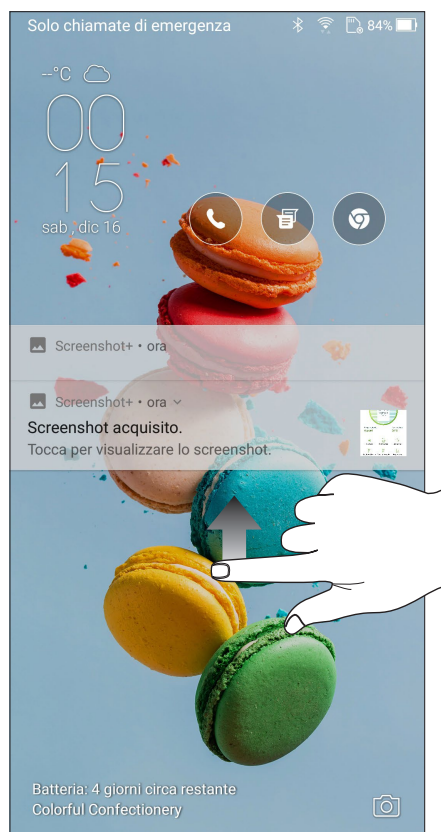 Solo chiamate di emergenza 84%
--°C
00
15
sab , dic 16
Screenshot+ • ora
Screenshot+ • ora
Screenshot acquisito.
Tocca per visualizzare lo screenshot.
Batteria: 4 giorni circa restante
Colorful Confectionery